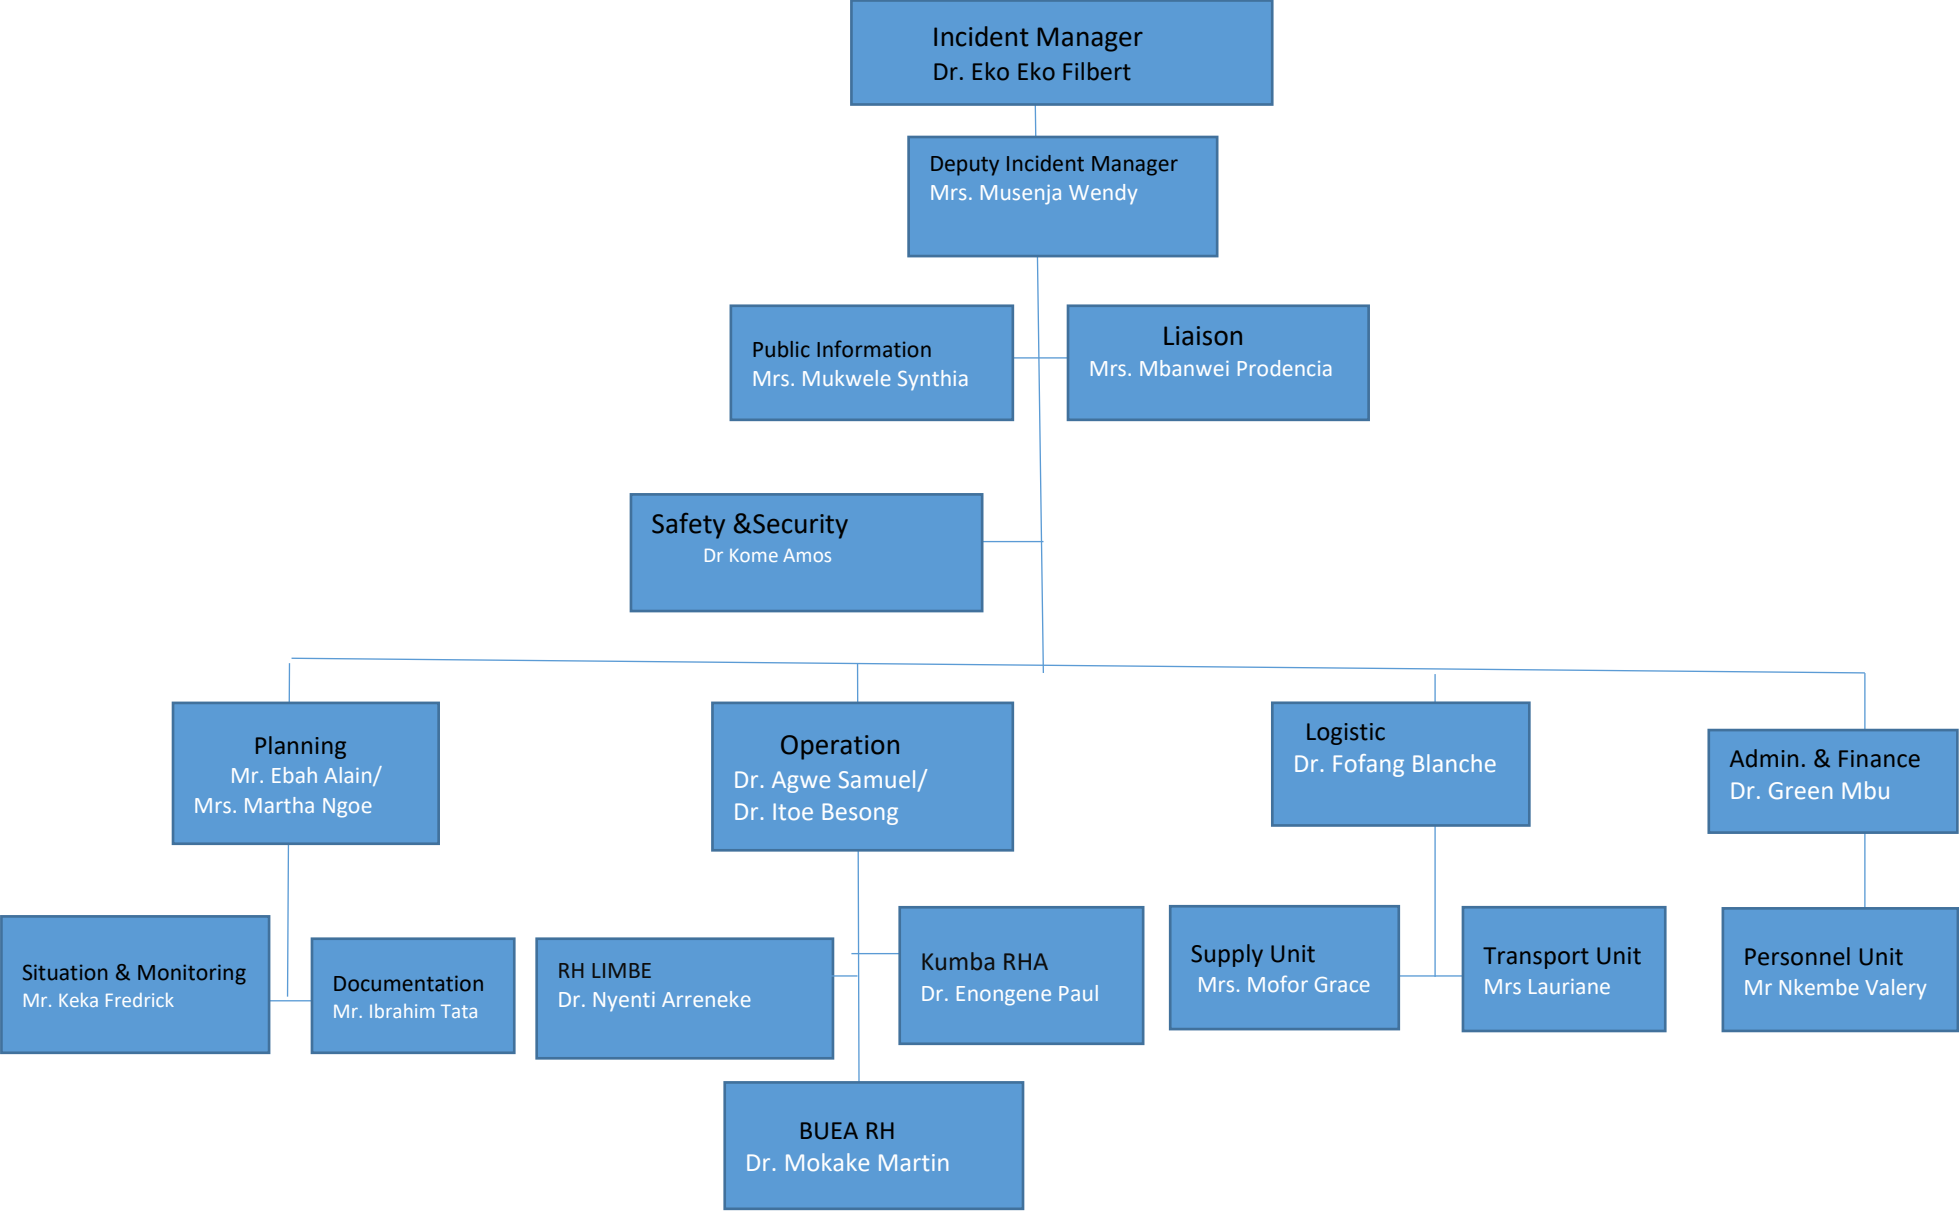 Incident Manager
Dr. Eko Eko Filbert
Deputy Incident Manager
Mrs. Musenja Wendy
Public Information
Mrs. Mukwele Synthia
Liaison
Mrs. Mbanwei Prodencia
Safety &Security
Dr Kome Amos
Planning
Mr. Ebah Alain/
Mrs. Martha Ngoe
Operation
Dr. Agwe Samuel/
Dr. Itoe Besong
Logistic
Dr. Fofang Blanche
Admin. & Finance
Dr. Green Mbu
Situation & Monitoring
Mr. Keka Fredrick
Documentation
Mr. Ibrahim Tata
RH LIMBE
Dr. Nyenti Arreneke
Kumba RHA
Dr. Enongene Paul
Supply Unit
Mrs. Mofor Grace
Transport Unit
Mrs Lauriane
Personnel Unit
Mr Nkembe Valery
BUEA RH
Dr. Mokake Martin